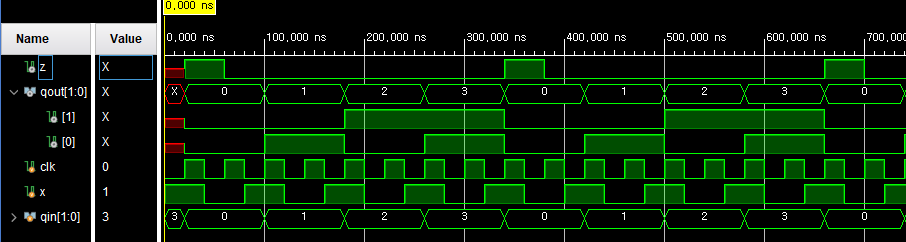 0,000 ns
Name Value 0,000 ns 100,000 ns 200,000 ns 300,000 ns 400,000 ns 500,000 ns 600,000 ns 700,0
z X
qout[1:0] X X 0 1 2 3 0 1 2 3 0
[1] X
[0] X
clk 0
x 1
qin[1:0] 3 3 0 1 2 3 0 1 2 3 0